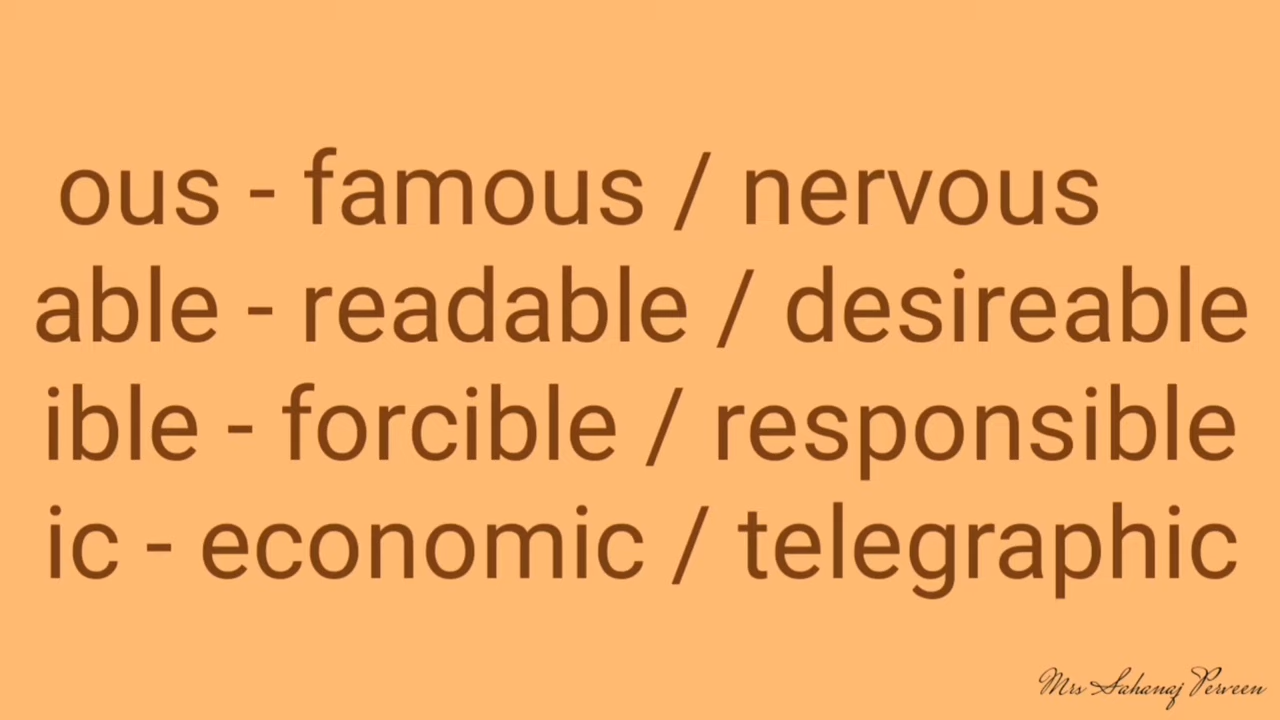 ous - famous / nervous
able - readable / desireable
ible - forcible / responsible
ic - economic / telegraphic
Mrs Sahanaj Perveen